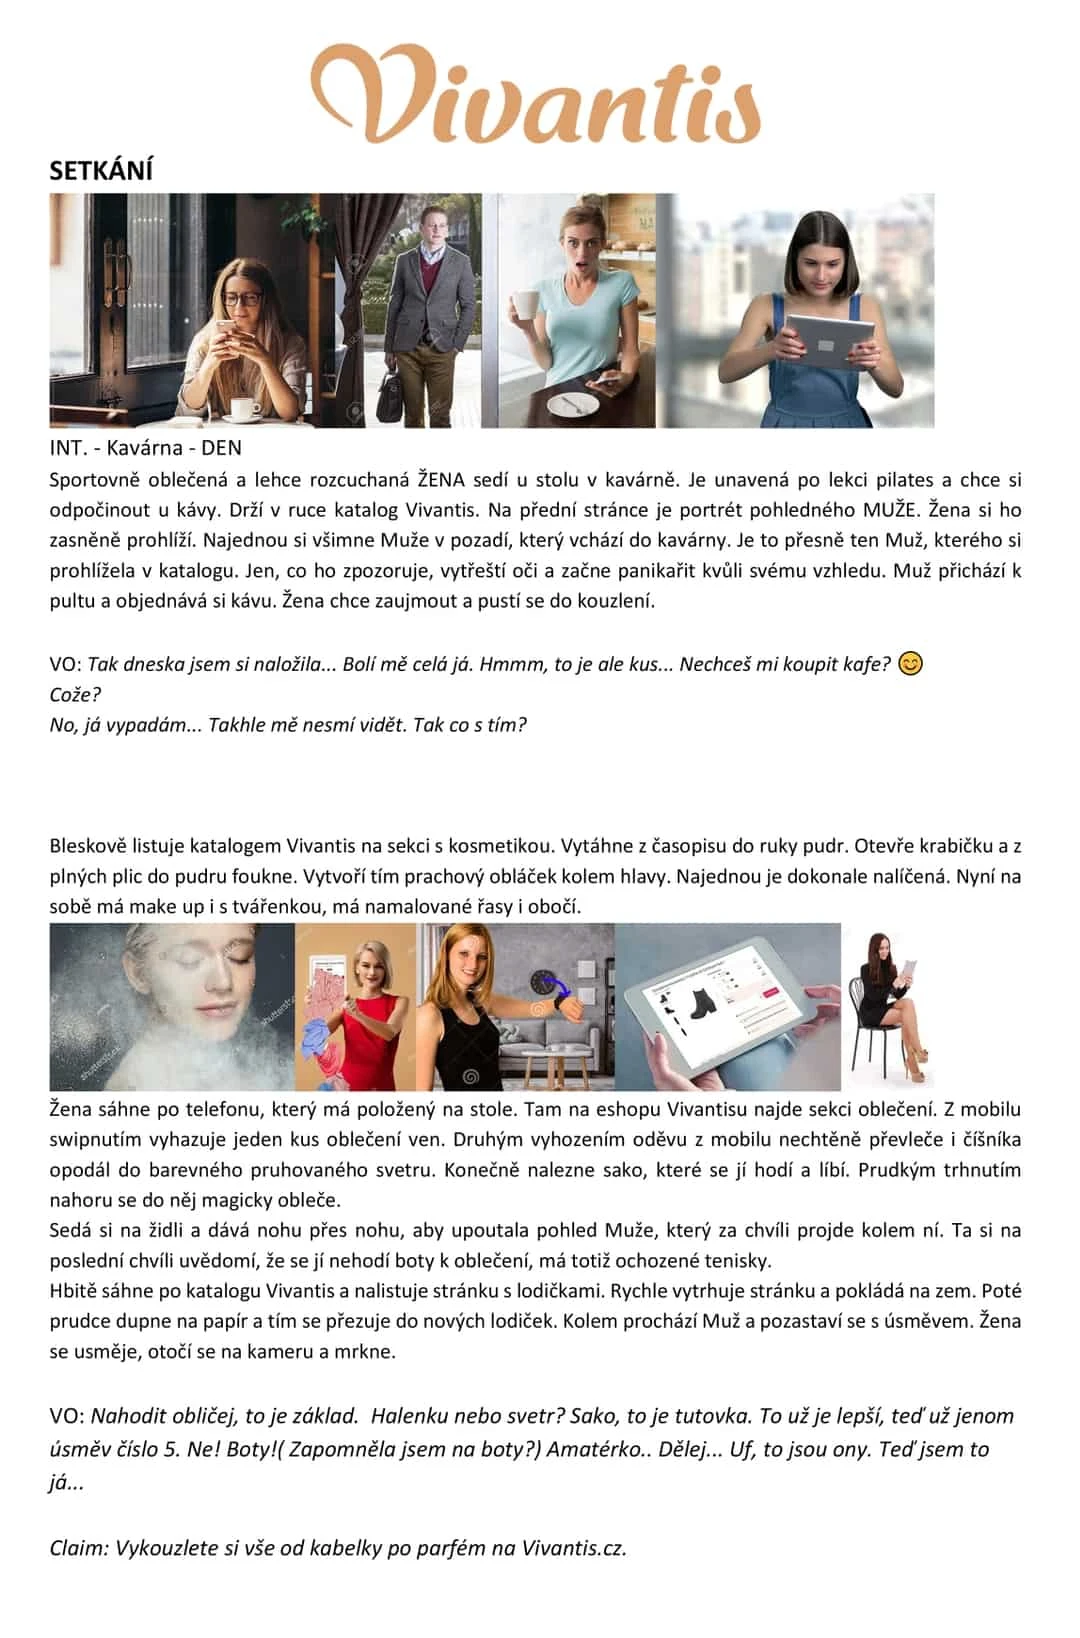 Vivantis
SETKÁNÍ
INT. - Kavárna - DEN
Sportovně oblečená a lehce rozcuchaná ŽENA sedí u stolu v kavárně. Je unavená po lekci pilates a chce si
odpočinout u kávy. Drží v ruce katalog Vivantis. Na přední stránce je portrét pohledného MUŽE. Žena si ho
zasněně prohlíží. Najednou si všimne Muže v pozadí, který vchází do kavárny. Je to přesně ten Muž, kterého si
prohlížela v katalogu. Jen, co ho zpozoruje, vytřeští oči a začne panikařit kvůli svému vzhledu. Muž přichází k
pultu a objednává si kávu. Žena chce zaujmout a pustí se do kouzlení.
VO: Tak dneska jsem si naložila... Bolí mě celá já. Hmmm, to je ale kus... Nechceš mi koupit kafe? 😊
Cože?
No, já vypadám... Takhle mě nesmí vidět. Tak co s tím?
Bleskově listuje katalogem Vivantis na sekci s kosmetikou. Vytáhne z časopisu do ruky pudr. Otevře krabičku a z
plných plic do pudru foukne. Vytvoří tím prachový obláček kolem hlavy. Najednou je dokonale nalíčená. Nyní na
sobě má make up i s tvářenkou, má namalované řasy i obočí.
shutterstock
shutterstock
Žena sáhne po telefonu, který má položený na stole. Tam na eshopu Vivantisu najde sekci oblečení. Z mobilu
swipnutím vyhazuje jeden kus oblečení ven. Druhým vyhozením oděvu z mobilu nechtěně převleče i číšníka
opodál do barevného pruhovaného svetru. Konečně nalezne sako, které se jí hodí a líbí. Prudkým trhnutím
nahoru se do něj magicky obleče.
Sedá si na židli a dává nohu přes nohu, aby upoutala pohled Muže, který za chvíli projde kolem ní. Ta si na
poslední chvíli uvědomí, že se jí nehodí boty k oblečení, má totiž ochozené tenisky.
Hbitě sáhne po katalogu Vivantis a nalistuje stránku s lodičkami. Rychle vytrhuje stránku a pokládá na zem. Poté
prudce dupne na papír a tím se přezuje do nových lodiček. Kolem prochází Muž a pozastaví se s úsměvem. Žena
se usměje, otočí se na kameru a mrkne.
VO: Nahodit obličej, to je základ.  Halenku nebo svetr? Sako, to je tutovka. To už je lepší, teď už jenom
úsměv číslo 5. Ne! Boty!( Zapomněla jsem na boty?) Amatérko.. Dělej... Uf, to jsou ony. Teď jsem to
já...
Claim: Vykouzlete si vše od kabelky po parfém na Vivantis.cz.